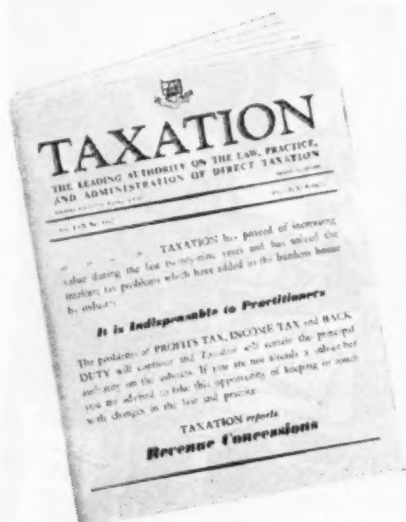 TAXATION
THE LEADING AUTHORITY ON THE LAW, PRACTICE,
AND ADMINISTRATION OF DIRECT TAXATION
TAXATION has proved of increasing
value during the last twenty-nine years and has solved the
intricate tax problems which have added to the burdens borne
by industry.
It is Indispensable to Practitioners
The problems of PROFITS TAX, INCOME TAX and BACK
DUTY will continue and Taxation will remain the principal
authority on the subjects. If you are not already a subscriber
you are advised to take this opportunity of keeping in touch
with changes in the law and practice.
TAXATION reports
Revenue Concessions